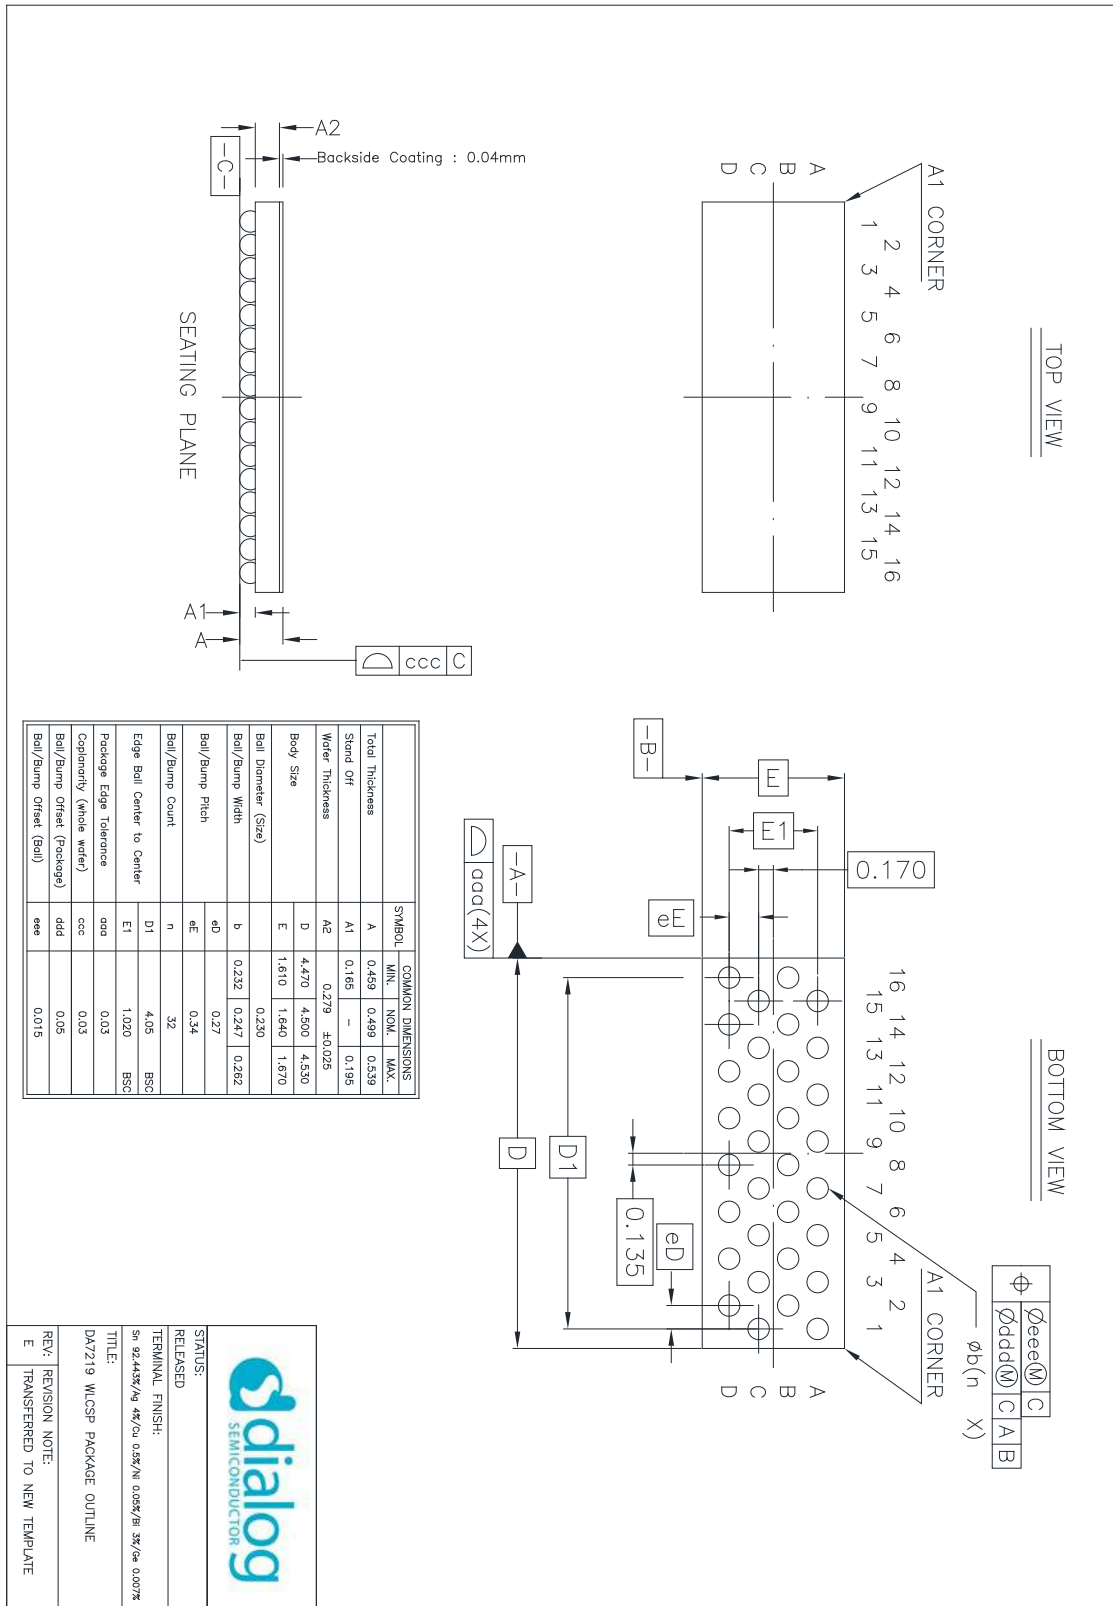 TOP VIEW
A1 CORNER
1 3 5 7 9 11 13 15
2 4 6 8 10 12 14 16
A
B
C
D
BOTTOM VIEW
16 14 12 10 8 6 4 2
15 13 11 9 7 5 3 1
A1 CORNER
A
B
C
D
Øeee Ⓜ C
Øddd Ⓜ C A B
øb(n X)
0.170
E1
E
-B-
eE
eD
0.135
D1
D
-A-
aaa(4X)
A2
Backside Coating : 0.04mm
-C-
SEATING PLANE
A1
A
ccc C
SYMBOL COMMON DIMENSIONS
MIN. NOM. MAX.
Total Thickness A 0.459 0.499 0.539
Stand Off A1 0.165 – 0.195
Wafer Thickness A2 0.279 ±0.025
Body Size D 4.470 4.500 4.530
E 1.610 1.640 1.670
Ball Diameter (Size) 0.230
Ball/Bump Width b 0.232 0.247 0.262
Ball/Bump Pitch eD 0.27
eE 0.34
Ball/Bump Count n 32
Edge Ball Center to Center D1 4.05 BSC
E1 1.020 BSC
Package Edge Tolerance aaa 0.03
Coplanarity (whole wafer) ccc 0.03
Ball/Bump Offset (Package) ddd 0.05
Ball/Bump Offset (Ball) eee 0.015
dialog
SEMICONDUCTOR
STATUS:
RELEASED
TERMINAL FINISH:
Sn 92.443%/Ag 4%/Cu 0.5%/Ni 0.05%/Bi 3%/Ge 0.007%
TITLE:
DA7219 WLCSP PACKAGE OUTLINE
REV: REVISION NOTE:
E TRANSFERRED TO NEW TEMPLATE